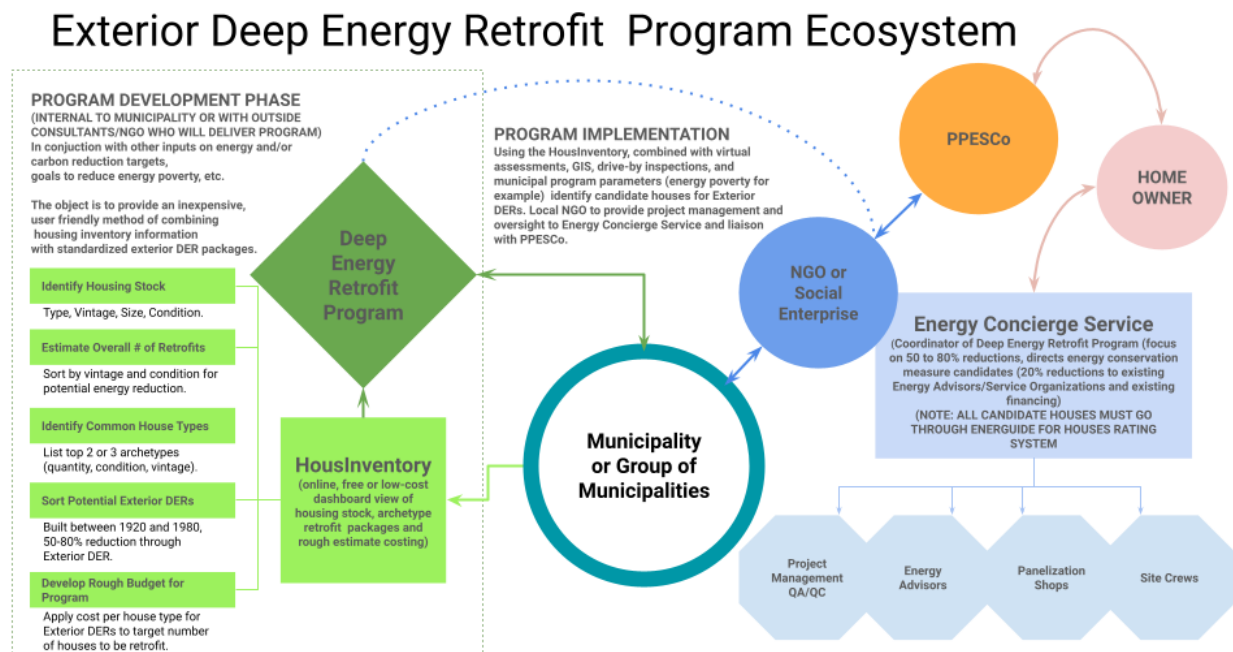 Exterior Deep Energy Retrofit Program Ecosystem
PROGRAM DEVELOPMENT PHASE
(INTERNAL TO MUNICIPALITY OR WITH OUTSIDE
CONSULTANTS/NGO WHO WILL DELIVER PROGRAM)
In conjection with other inputs on energy and/or
carbon reduction targets,
goals to reduce energy poverty, etc.
The object is to provide an inexpensive,
user friendly method of combining
housing inventory information
with standardized exterior DER packages.
Identify Housing Stock
Type, Vintage, Size, Condition.
Estimate Overall # of Retrofits
Sort by vintage and condition for
potential energy reduction.
Identify Common House Types
List top 2 or 3 archetypes
(quantity, condition, vintage).
Sort Potential Exterior DERs
Built between 1920 and 1980,
50-80% reduction through
Exterior DER.
Develop Rough Budget for
Program
Apply cost per house type for
Exterior DERs to target number
of houses to be retrofit.
Deep
Energy
Retrofit
Program
HousInventory
(online, free or low-cost
dashboard view of
housing stock, archetype
retrofit packages and
rough estimate costing)
PROGRAM IMPLEMENTATION
Using the HousInventory, combined with virtual
assessments, GIS, drive-by inspections, and
municipal program parameters (energy poverty for
example) identify candidate houses for Exterior
DERs. Local NGO to provide project management and
oversight to Energy Concierge Service and liaison
with PPESCo.
Municipality
or Group of
Municipalities
NGO or
Social
Enterprise
PPESCo
HOME
OWNER
Energy Concierge Service
(Coordinator of Deep Energy Retrofit Program (focus
on 50 to 80% reductions, directs energy conservation
measure candidates (20% reductions to existing
Energy Advisors/Service Organizations and existing
financing)
(NOTE: ALL CANDIDATE HOUSES MUST GO
THROUGH ENERGUIDE FOR HOUSES RATING
SYSTEM
Project
Management
QA/QC
Energy
Advisors
Panelization
Shops
Site Crews